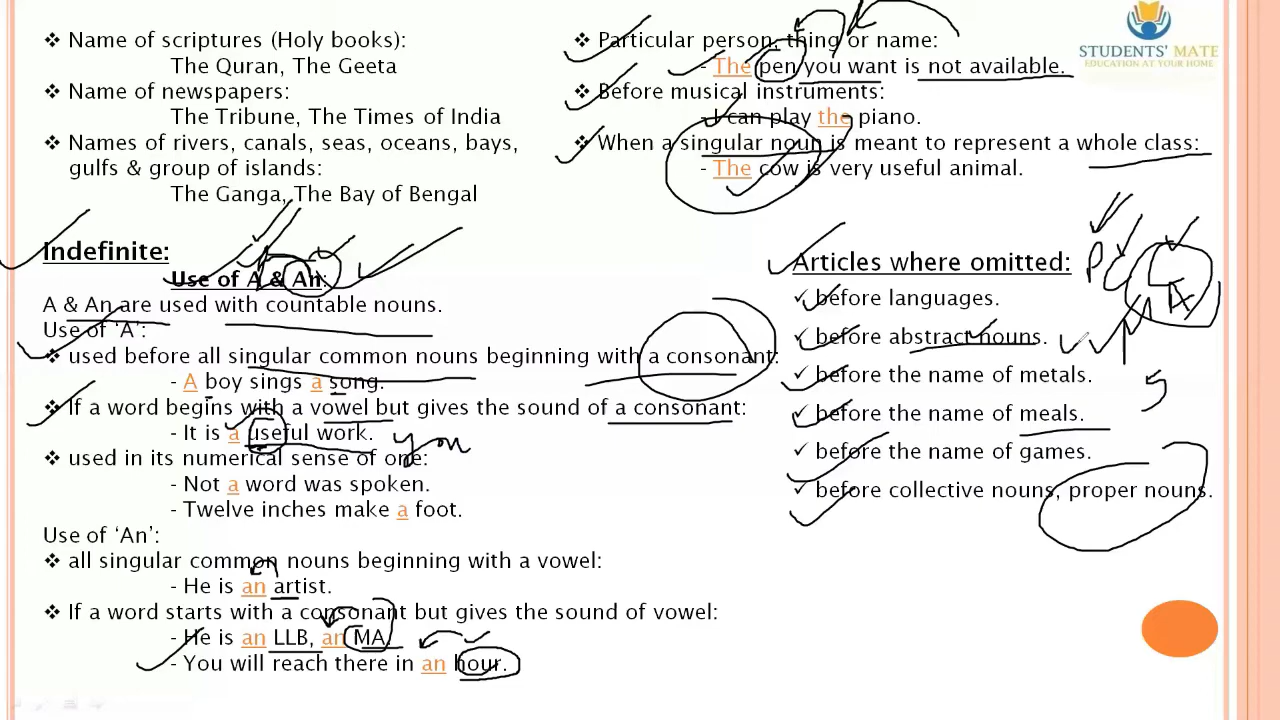 ❖ Name of scriptures (Holy books):
The Quran, The Geeta
❖ Name of newspapers:
The Tribune, The Times of India
❖ Names of rivers, canals, seas, oceans, bays,
gulfs & group of islands:
The Ganga, The Bay of Bengal
❖ Particular person, thing or name:
- The pen you want is not available.
❖ Before musical instruments:
- I can play the piano.
❖ When a singular noun is meant to represent a whole class:
- The cow is very useful animal.
STUDENTS' MATE
EDUCATION AT YOUR HOME
Indefinite:
Use of A & An:
A & An are used with countable nouns.
Use of 'A':
❖ used before all singular common nouns beginning with a consonant:
- A boy sings a song.
❖ If a word begins with a vowel but gives the sound of a consonant:
- It is a useful work.
you
❖ used in its numerical sense of one:
- Not a word was spoken.
- Twelve inches make a foot.
Use of 'An':
❖ all singular common nouns beginning with a vowel:
- He is an artist.
❖ If a word starts with a consonant but gives the sound of vowel:
- He is an LLB, an MA.
- You will reach there in an hour.
Articles where omitted:
✓ before languages.
✓ before abstract nouns.
✓ before the name of metals.
✓ before the name of meals.
✓ before the name of games.
✓ before collective nouns, proper nouns.